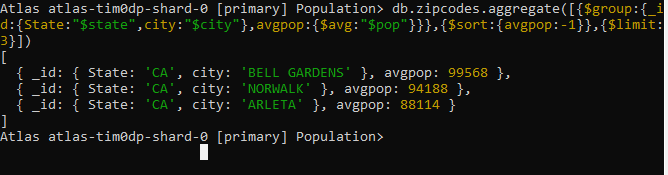 Atlas atlas-tim0dp-shard-0 [primary] Population> db.zipcodes.aggregate([{$group:{_i
d:{State:"$state",city:"$city"},avgpop:{$avg:"$pop"}}},{$sort:{avgpop:-1}},{$limit:
3}])
[
  { _id: { State: 'CA', city: 'BELL GARDENS' }, avgpop: 99568 },
  { _id: { State: 'CA', city: 'NORWALK' }, avgpop: 94188 },
  { _id: { State: 'CA', city: 'ARLETA' }, avgpop: 88114 }
]
Atlas atlas-tim0dp-shard-0 [primary] Population>